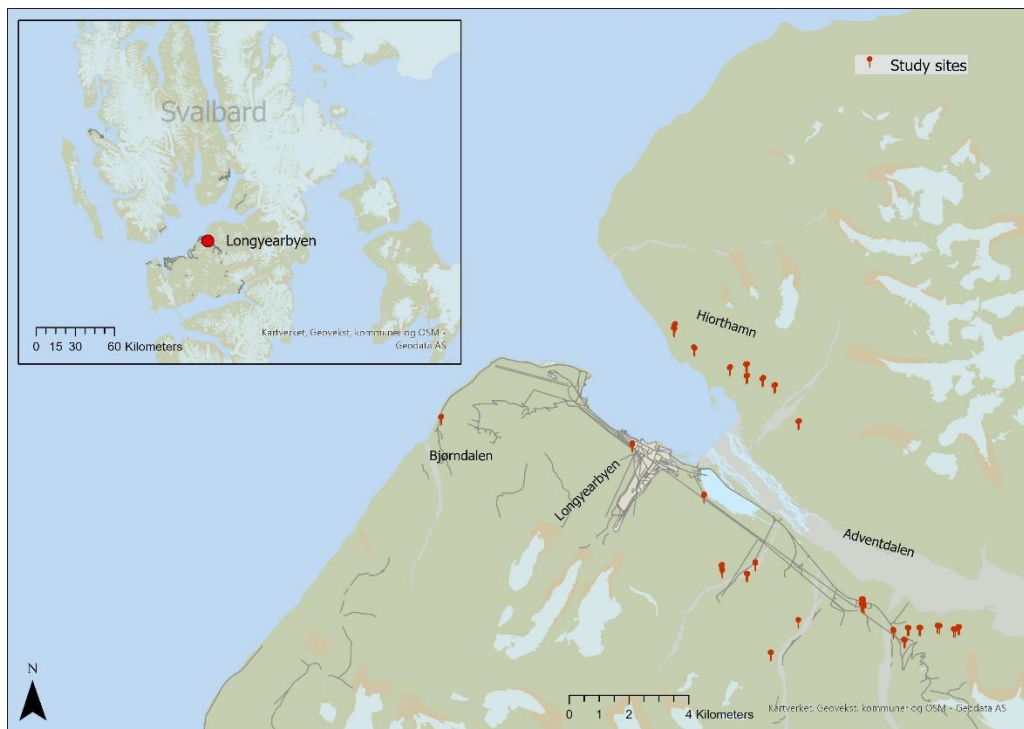 Study sites
Svalbard
Longyearbyen
Kartverket, Geovekst, kommuner og OSM -
Geodata AS
0 15 30 60 Kilometers
Hiorthamn
Bjørndalen
Longyearbyen
Adventdalen
N
0 1 2 4 Kilometers
Kartverket, Geovekst, kommuner og OSM - Geodata AS